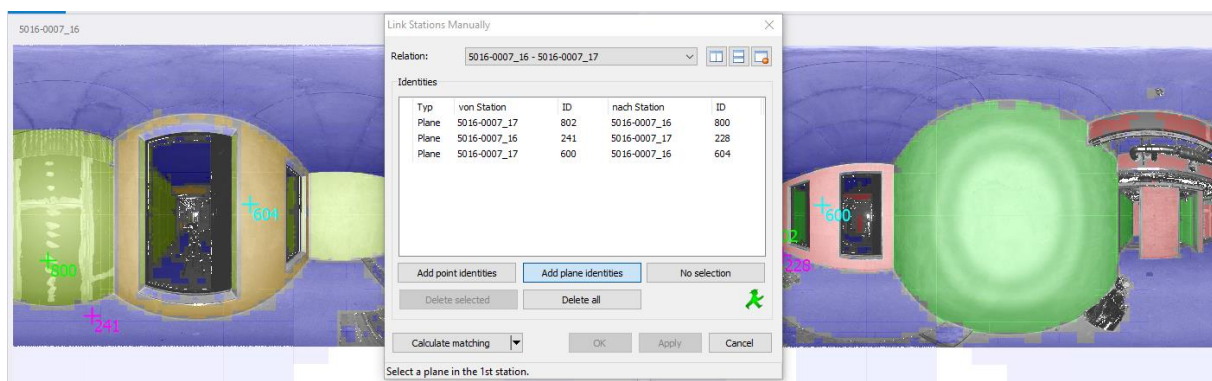 5016-0007_16
Link Stations Manually
Relation: 5016-0007_16 - 5016-0007_17
Identities
Typ von Station ID nach Station ID
Plane 5016-0007_17 802 5016-0007_16 800
Plane 5016-0007_16 241 5016-0007_17 228
Plane 5016-0007_17 600 5016-0007_16 604
Add point identities Add plane identities No selection
Delete selected Delete all
Calculate matching OK Apply Cancel
Select a plane in the 1st station.
604
800
241
600
228